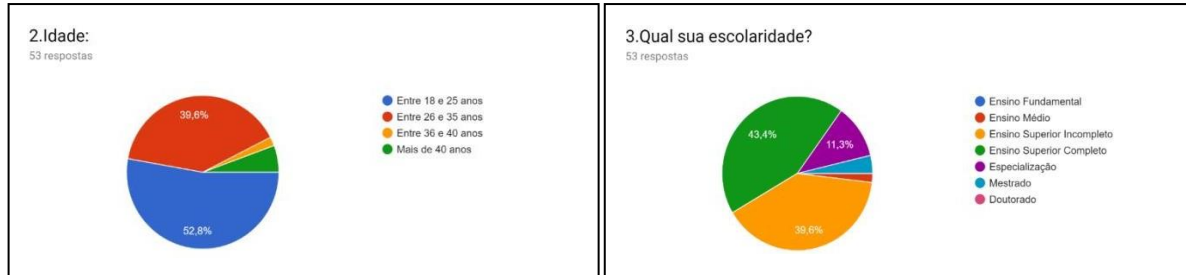 2.Idade:
53 respostas
39,6%
52,8%
Entre 18 e 25 anos
Entre 26 e 35 anos
Entre 36 e 40 anos
Mais de 40 anos
3.Qual sua escolaridade?
53 respostas
43,4%
11,3%
39,6%
Ensino Fundamental
Ensino Médio
Ensino Superior Incompleto
Ensino Superior Completo
Especialização
Mestrado
Doutorado